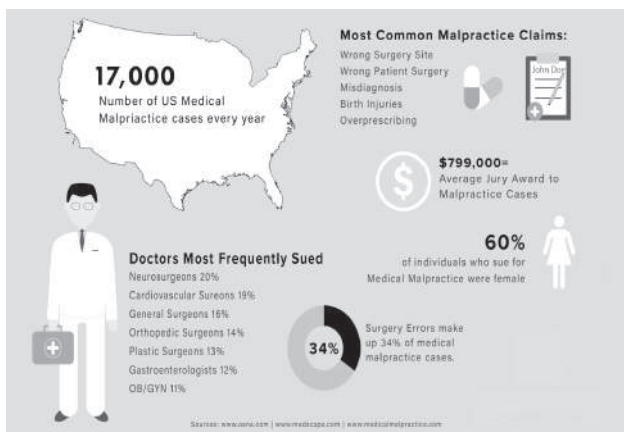 17,000
Number of US Medical
Malpriactice cases every year
Most Common Malpractice Claims:
Wrong Surgery Site
Wrong Patient Surgery
Misdiagnosis
Birth Injuries
Overprescribing
John Doe
$
$799,000=
Average Jury Award to
Malpractice Cases
60%
of individuals who sue for
Medical Malpractice were female
Doctors Most Frequently Sued
Neurosurgeons 20%
Cardiovascular Sureons 19%
General Surgeons 16%
Orthopedic Surgeons 14%
Plastic Surgeons 13%
Gastroenterologists 12%
OB/GYN 11%
34%
Surgery Errors make
up 34% of medical
malpractice cases.
Sources: | www.medscape.com | www.medicalmalpractice.com